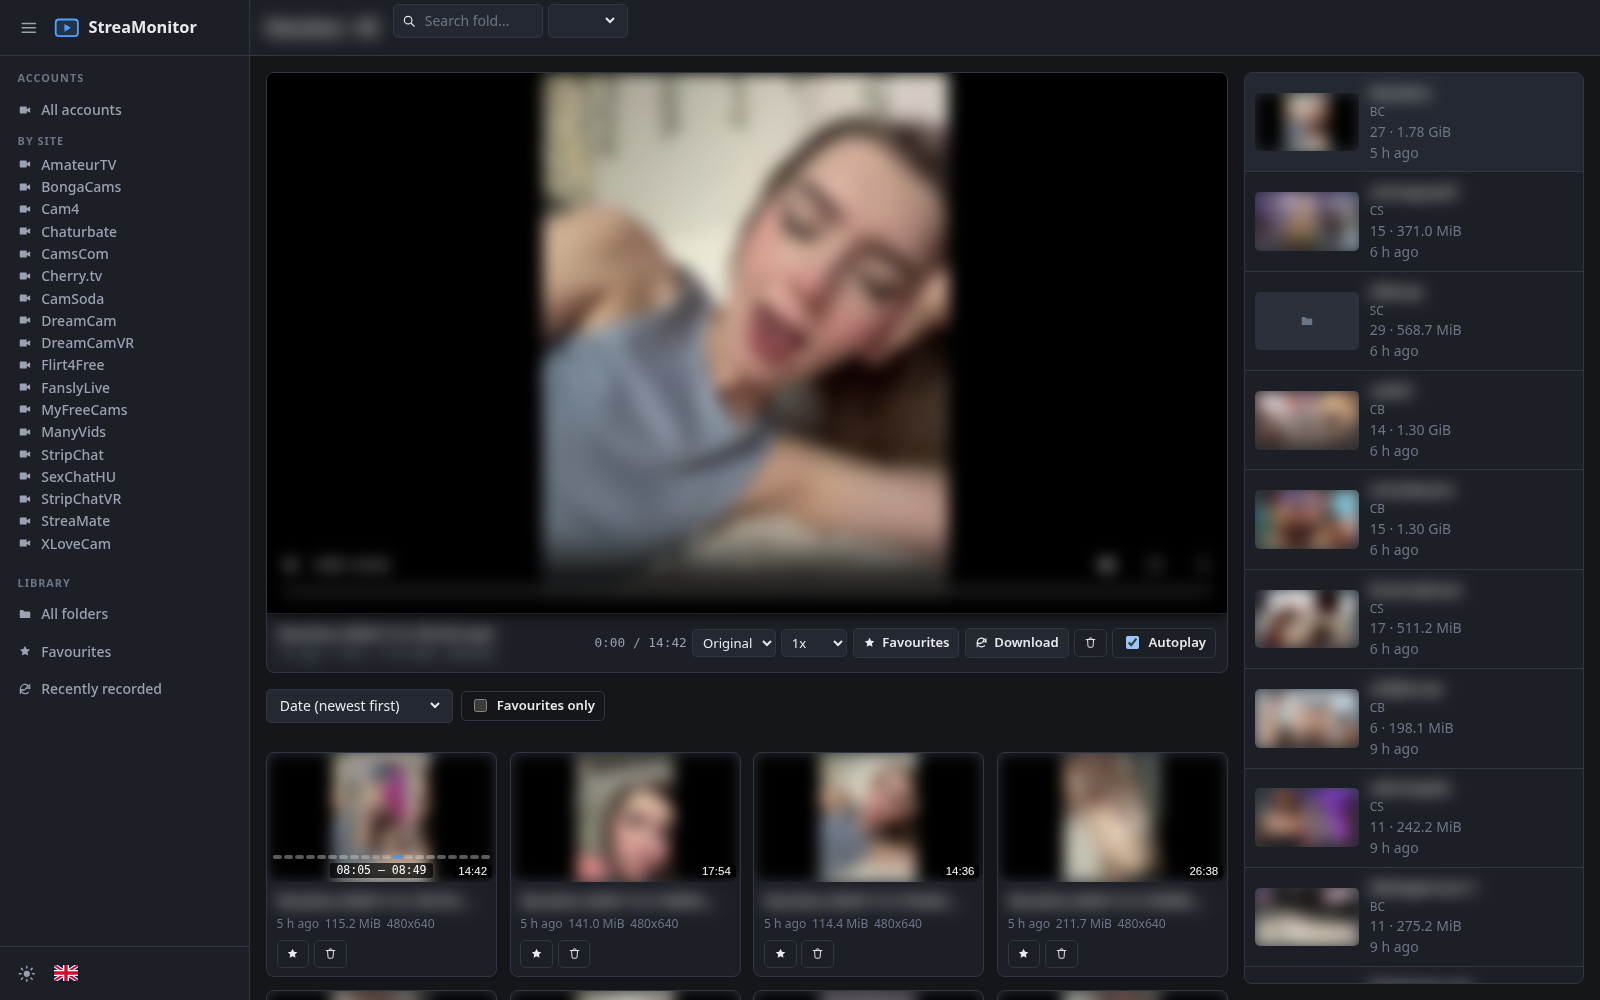 StreaMonitor
Search fold...
ACCOUNTS
All accounts
BY SITE
AmateurTV
BongaCams
Cam4
Chaturbate
CamsCom
Cherry.tv
CamSoda
DreamCam
DreamCamVR
Flirt4Free
FanslyLive
MyFreeCams
ManyVids
StripChat
SexChatHU
StripChatVR
StreaMate
XLoveCam
LIBRARY
All folders
Favourites
Recently recorded
0:00 / 14:42
Original
1x
Favourites
Download
Autoplay
Date (newest first)
Favourites only
08:05 – 08:49
14:42
5 h ago 115.2 MiB 480x640
17:54
5 h ago 141.0 MiB 480x640
14:36
5 h ago 114.4 MiB 480x640
26:38
5 h ago 211.7 MiB 480x640
BC
27 · 1.78 GiB
5 h ago
CS
15 · 371.0 MiB
6 h ago
SC
29 · 568.7 MiB
6 h ago
CB
14 · 1.30 GiB
6 h ago
CB
15 · 1.30 GiB
6 h ago
CS
17 · 511.2 MiB
6 h ago
CB
6 · 198.1 MiB
9 h ago
CS
11 · 242.2 MiB
9 h ago
BC
11 · 275.2 MiB
9 h ago